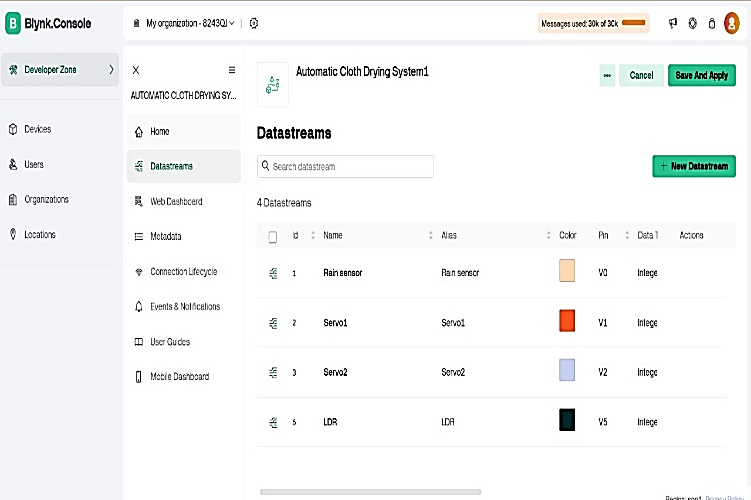 B Blynk.Console
My organization - 8243QJ
Messages used: 30k of 30k
Developer Zone
Devices
Users
Organizations
Locations
X
AUTOMATIC CLOTH DRYING SY...
Home
Datastreams
Web Dashboard
Metadata
Connection Lifecycle
Events & Notifications
User Guides
Mobile Dashboard
Automatic Cloth Drying System1
... Cancel Save And Apply
Datastreams
Search datastream
+ New Datastream
4 Datastreams
Id Name Alias Color Pin Data T Actions
1 Rain sensor Rain sensor V0 Intege
2 Servo1 Servo1 V1 Intege
3 Servo2 Servo2 V2 Intege
6 LDR LDR V5 Intege
Privacy Policy